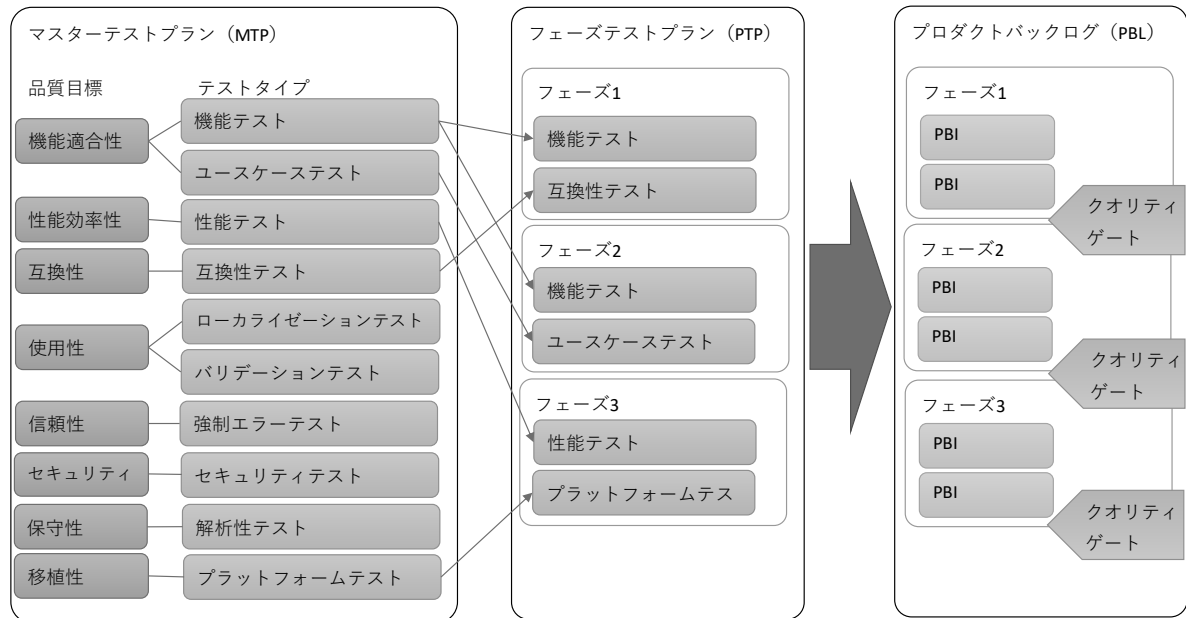 マスターテストプラン（MTP）
品質目標
テストタイプ
機能適合性
機能テスト
ユースケーステスト
性能効率性
性能テスト
互換性
互換性テスト
使用性
ローカライゼーションテスト
バリデーションテスト
信頼性
強制エラーテスト
セキュリティ
セキュリティテスト
保守性
解析性テスト
移植性
プラットフォームテスト
フェーズテストプラン（PTP）
フェーズ1
機能テスト
互換性テスト
フェーズ2
機能テスト
ユースケーステスト
フェーズ3
性能テスト
プラットフォームテス
プロダクトバックログ（PBL）
フェーズ1
PBI
PBI
クオリティ
ゲート
フェーズ2
PBI
PBI
クオリティ
ゲート
フェーズ3
PBI
PBI
クオリティ
ゲート